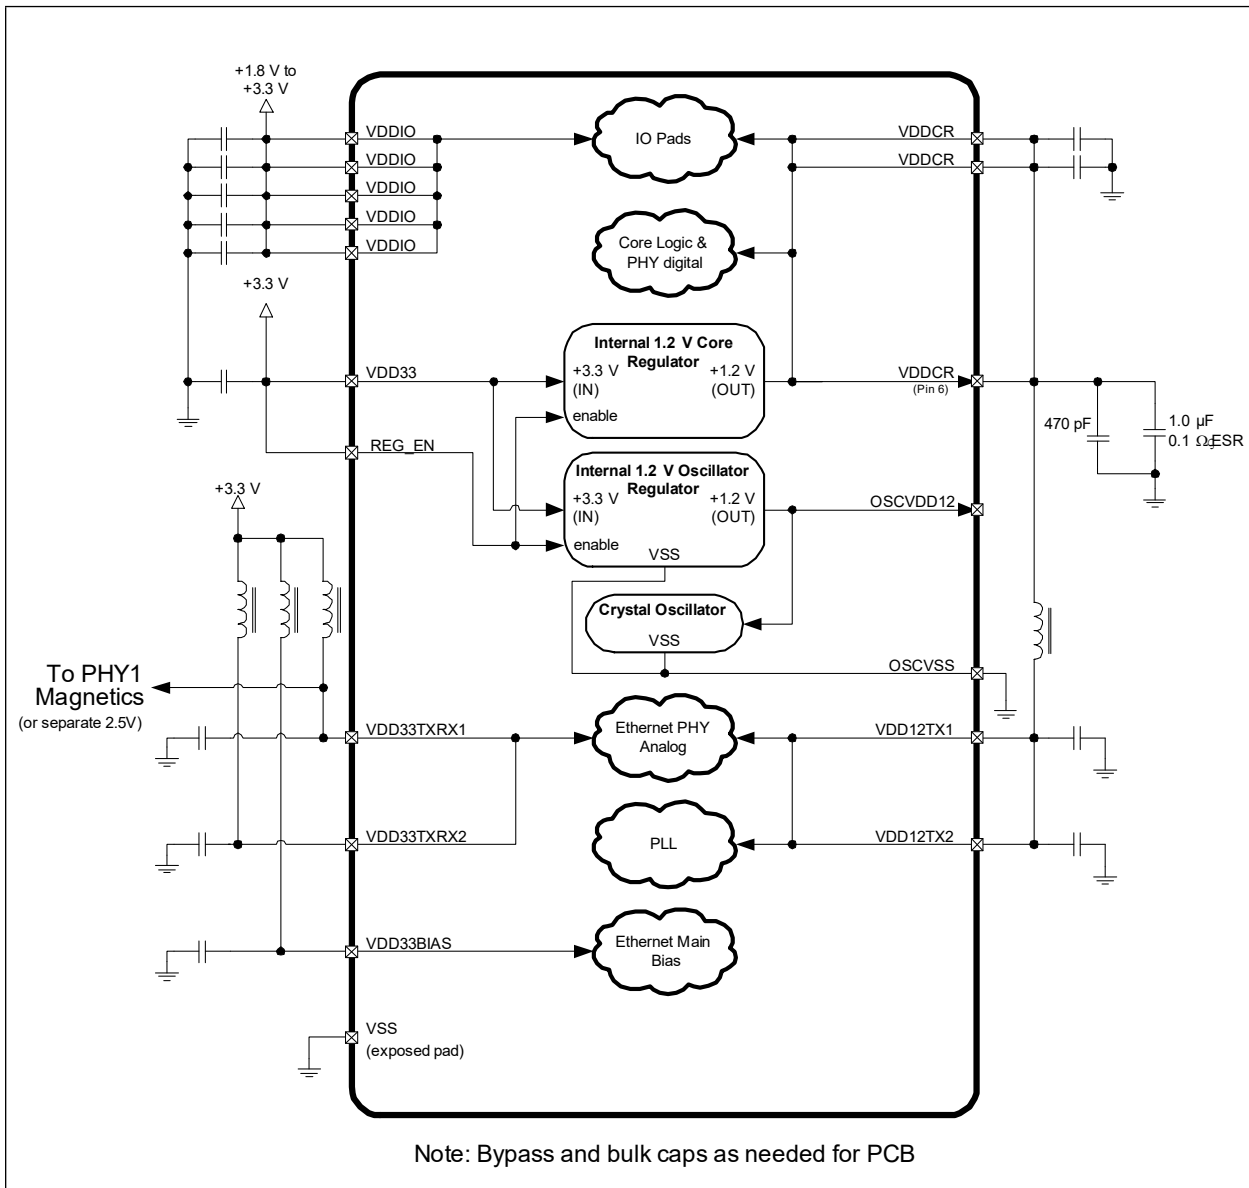 +1.8 V to
+3.3 V
VDDIO
VDDIO
VDDIO
VDDIO
VDDIO
IO Pads
VDDCR
VDDCR
Core Logic &
PHY digital
+3.3 V
VDD33
Internal 1.2 V Core
Regulator
+3.3 V
(IN)
+1.2 V
(OUT)
enable
VDDCR
(Pin 6)
470 pF
1.0 µF
0.1 Ω ESR
REG_EN
Internal 1.2 V Oscillator
Regulator
+3.3 V
(IN)
+1.2 V
(OUT)
enable
VSS
OSCVDD12
+3.3 V
Crystal Oscillator
VSS
OSCVSS
To PHY1
Magnetics
(or separate 2.5V)
VDD33TXRX1
Ethernet PHY
Analog
VDD12TX1
VDD33TXRX2
PLL
VDD12TX2
VDD33BIAS
Ethernet Main
Bias
VSS
(exposed pad)
Note: Bypass and bulk caps as needed for PCB